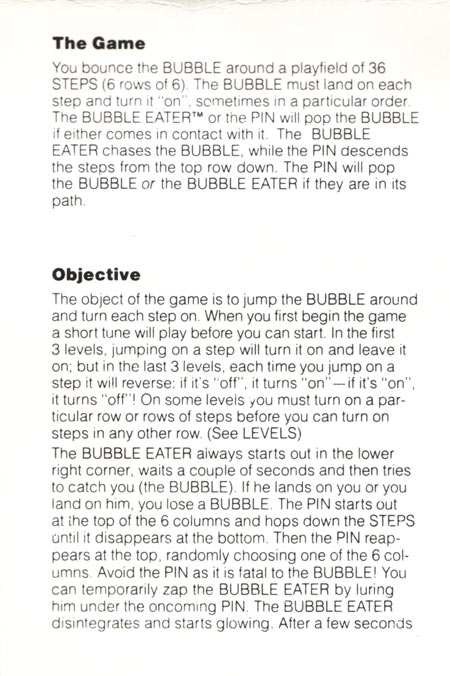 The Game
You bounce the BUBBLE around a playfield of 36
STEPS (6 rows of 6). The BUBBLE must land on each
step and turn it "on", sometimes in a particular order.
The BUBBLE EATER™ or the PIN will pop the BUBBLE
if either comes in contact with it. The BUBBLE
EATER chases the BUBBLE, while the PIN descends
the steps from the top row down. The PIN will pop
the BUBBLE or the BUBBLE EATER if they are in its
path.
Objective
The object of the game is to jump the BUBBLE around
and turn each step on. When you first begin the game
a short tune will play before you can start. In the first
3 levels, jumping on a step will turn it on and leave it
on; but in the last 3 levels, each time you jump on a
step it will reverse: if it's "off", it turns "on"—if it's "on",
it turns "off"! On some levels you must turn on a par-
ticular row or rows of steps before you can turn on
steps in any other row. (See LEVELS)
The BUBBLE EATER always starts out in the lower
right corner, waits a couple of seconds and then tries
to catch you (the BUBBLE). If he lands on you or you
land on him, you lose a BUBBLE. The PIN starts out
at the top of the 6 columns and hops down the STEPS
until it disappears at the bottom. Then the PIN reap-
pears at the top, randomly choosing one of the 6 col-
umns. Avoid the PIN as it is fatal to the BUBBLE! You
can temporarily zap the BUBBLE EATER by luring
him under the oncoming PIN. The BUBBLE EATER
disintegrates and starts glowing. After a few seconds